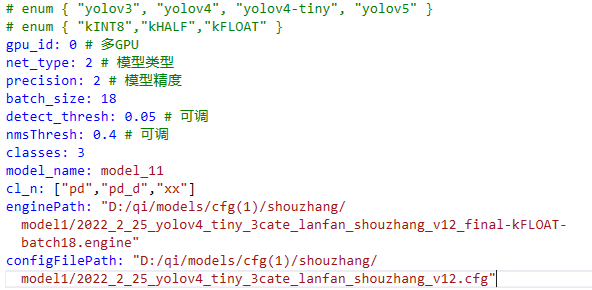 # enum { "yolov3", "yolov4", "yolov4-tiny", "yolov5" }
# enum { "kINT8","kHALF","kFLOAT" }
gpu_id: 0 # 多GPU
net_type: 2 # 模型类型
precision: 2 # 模型精度
batch_size: 18
detect_thresh: 0.05 # 可调
nmsThresh: 0.4 # 可调
classes: 3
model_name: model_11
cl_n: ["pd","pd_d","xx"]
enginePath: "D:/qi/models/cfg(1)/shouzhang/
model1/2022_2_25_yolov4_tiny_3cate_lanfan_shouzhang_v12_final-kFLOAT-
batch18.engine"
configFilePath: "D:/qi/models/cfg(1)/shouzhang/
model1/2022_2_25_yolov4_tiny_3cate_lanfan_shouzhang_v12.cfg"